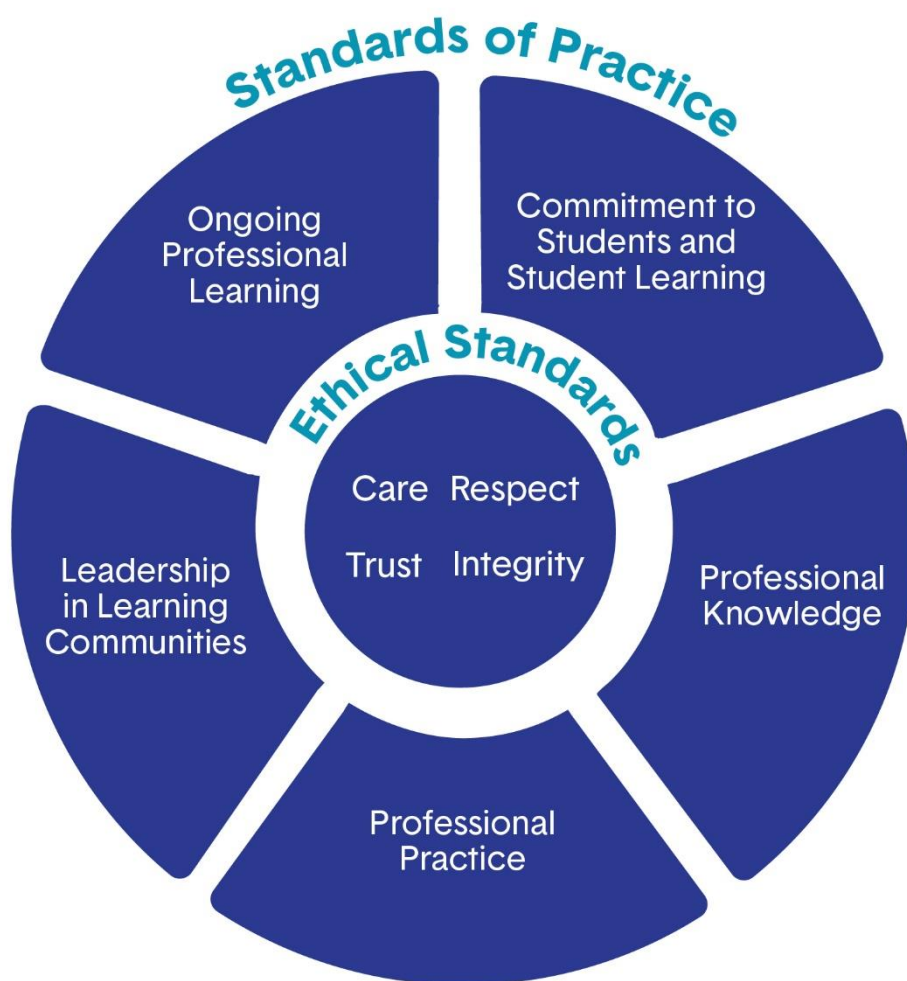 Standards of Practice
Ongoing
Professional
Learning
Commitment to
Students and
Student Learning
Ethical Standards
Care Respect
Trust Integrity
Leadership
in Learning
Communities
Professional
Knowledge
Professional
Practice